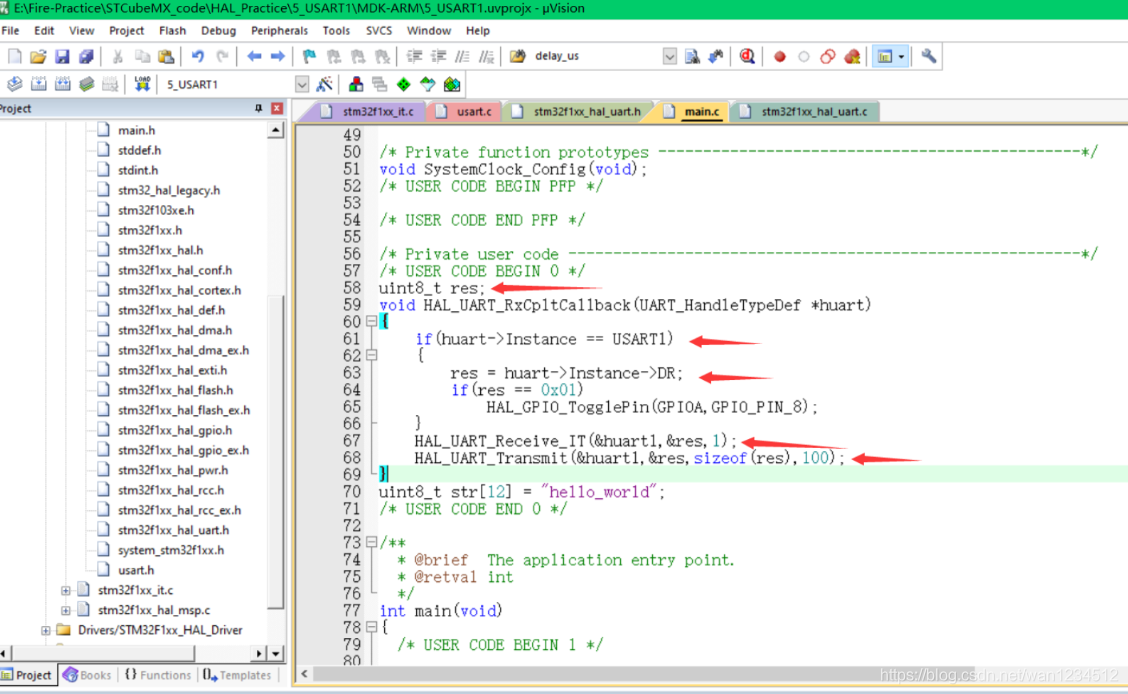 E:\Fire-Practice\STCubeMX_code\HAL_Practice\5_USART1\MDK-ARM\5_USART1.uvprojx - µVision
File Edit View Project Flash Debug Peripherals Tools SVCS Window Help
delay_us
LOAD 5_USART1
Project
stm32f1xx_it.c usart.c stm32f1xx_hal_uart.h main.c stm32f1xx_hal_uart.c
main.h
stddef.h
stdint.h
stm32_hal_legacy.h
stm32f103xe.h
stm32f1xx.h
stm32f1xx_hal.h
stm32f1xx_hal_conf.h
stm32f1xx_hal_cortex.h
stm32f1xx_hal_def.h
stm32f1xx_hal_dma.h
stm32f1xx_hal_dma_ex.h
stm32f1xx_hal_exti.h
stm32f1xx_hal_flash.h
stm32f1xx_hal_flash_ex.h
stm32f1xx_hal_gpio.h
stm32f1xx_hal_gpio_ex.h
stm32f1xx_hal_pwr.h
stm32f1xx_hal_rcc.h
stm32f1xx_hal_rcc_ex.h
stm32f1xx_hal_uart.h
system_stm32f1xx.h
usart.h
stm32f1xx_it.c
stm32f1xx_hal_msp.c
Drivers/STM32F1xx_HAL_Driver
Project Books {} Functions Templates
49
50 /* Private function prototypes -----------------------------------------------*/
51 void SystemClock_Config(void);
52 /* USER CODE BEGIN PFP */
53
54 /* USER CODE END PFP */
55
56 /* Private user code ---------------------------------------------------------*/
57 /* USER CODE BEGIN 0 */
58 uint8_t res;
59 void HAL_UART_RxCpltCallback(UART_HandleTypeDef *huart)
60 {
61 if(huart->Instance == USART1)
62 {
63 res = huart->Instance->DR;
64 if(res == 0x01)
65 HAL_GPIO_TogglePin(GPIOA,GPIO_PIN_8);
66 }
67 HAL_UART_Receive_IT(&huart1,&res,1);
68 HAL_UART_Transmit(&huart1,&res,sizeof(res),100);
69 }
70 uint8_t str[12] = "hello_world";
71 /* USER CODE END 0 */
72
73 /**
74 * @brief The application entry point.
75 * @retval int
76 */
77 int main(void)
78 {
79 /* USER CODE BEGIN 1 */
80
https://blog.csdn.net/wan1234512